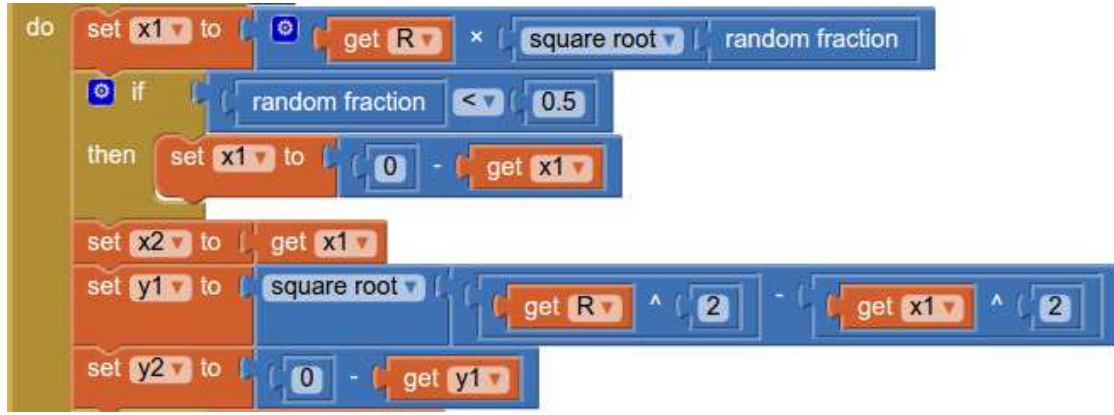 do set x1 to get R × square root random fraction
if random fraction < 0.5
then set x1 to 0 - get x1
set x2 to get x1
set y1 to square root get R ^ 2 - get x1 ^ 2
set y2 to 0 - get y1